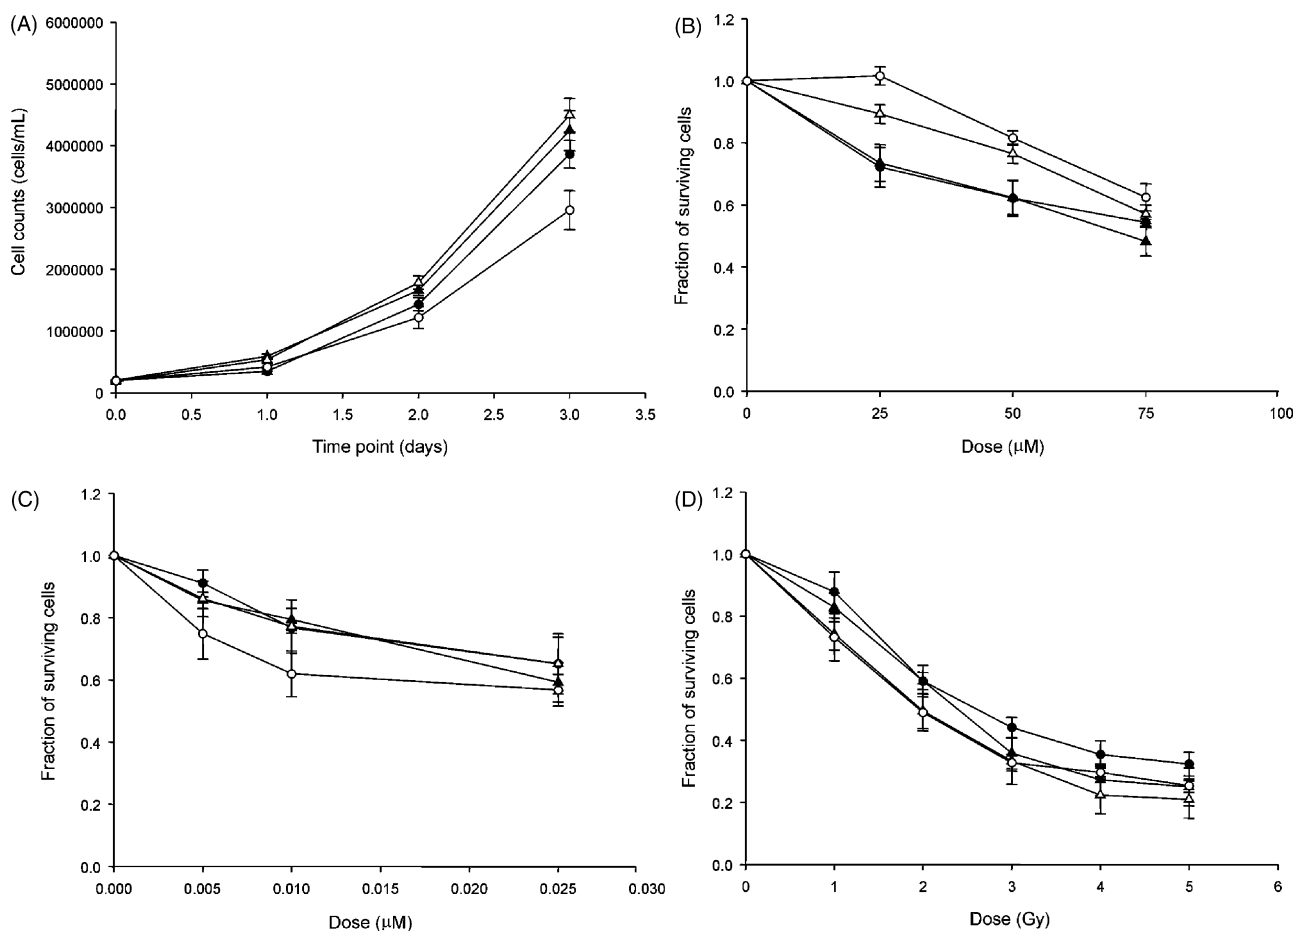 (A)
6000000
5000000
4000000
3000000
2000000
1000000
0
Cell counts (cells/mL)
0.0 0.5 1.0 1.5 2.0 2.5 3.0 3.5
Time point (days)
(B)
1.2
1.0
0.8
0.6
0.4
0.2
0.0
Fraction of surviving cells
0 25 50 75 100
Dose (μM)
(C)
1.2
1.0
0.8
0.6
0.4
0.2
0.0
Fraction of surviving cells
0.000 0.005 0.010 0.015 0.020 0.025 0.030
Dose (μM)
(D)
1.2
1.0
0.8
0.6
0.4
0.2
0.0
Fraction of surviving cells
0 1 2 3 4 5 6
Dose (Gy)